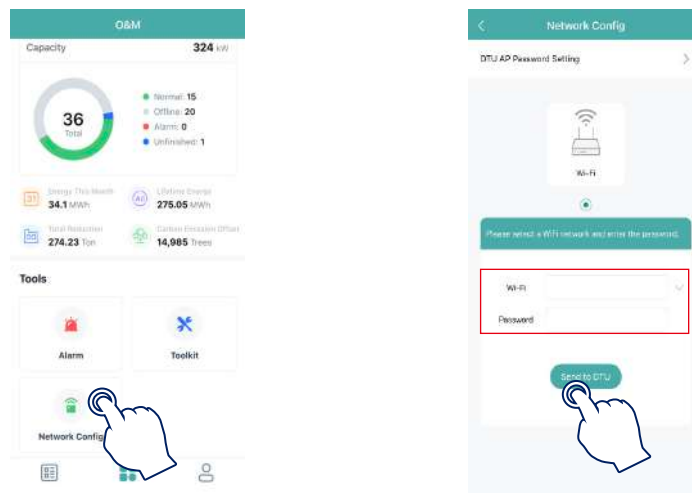 O&M
Capacity
324 kW
36
Total
Normal: 15
Offline: 20
Alarm: 0
Unfinished: 1
31
Energy This Month
34.1 MWh
All
Lifetime Energy
275.05 MWh
Total Reduction
274.23 Ton
Carbon Emission Offset
14,985 Trees
Tools
Alarm
Toolkit
Network Config
Network Config
DTU AP Password Setting
Wi-Fi
Please select a WiFi network and enter the password.
Wi-Fi
Password
Send to DTU